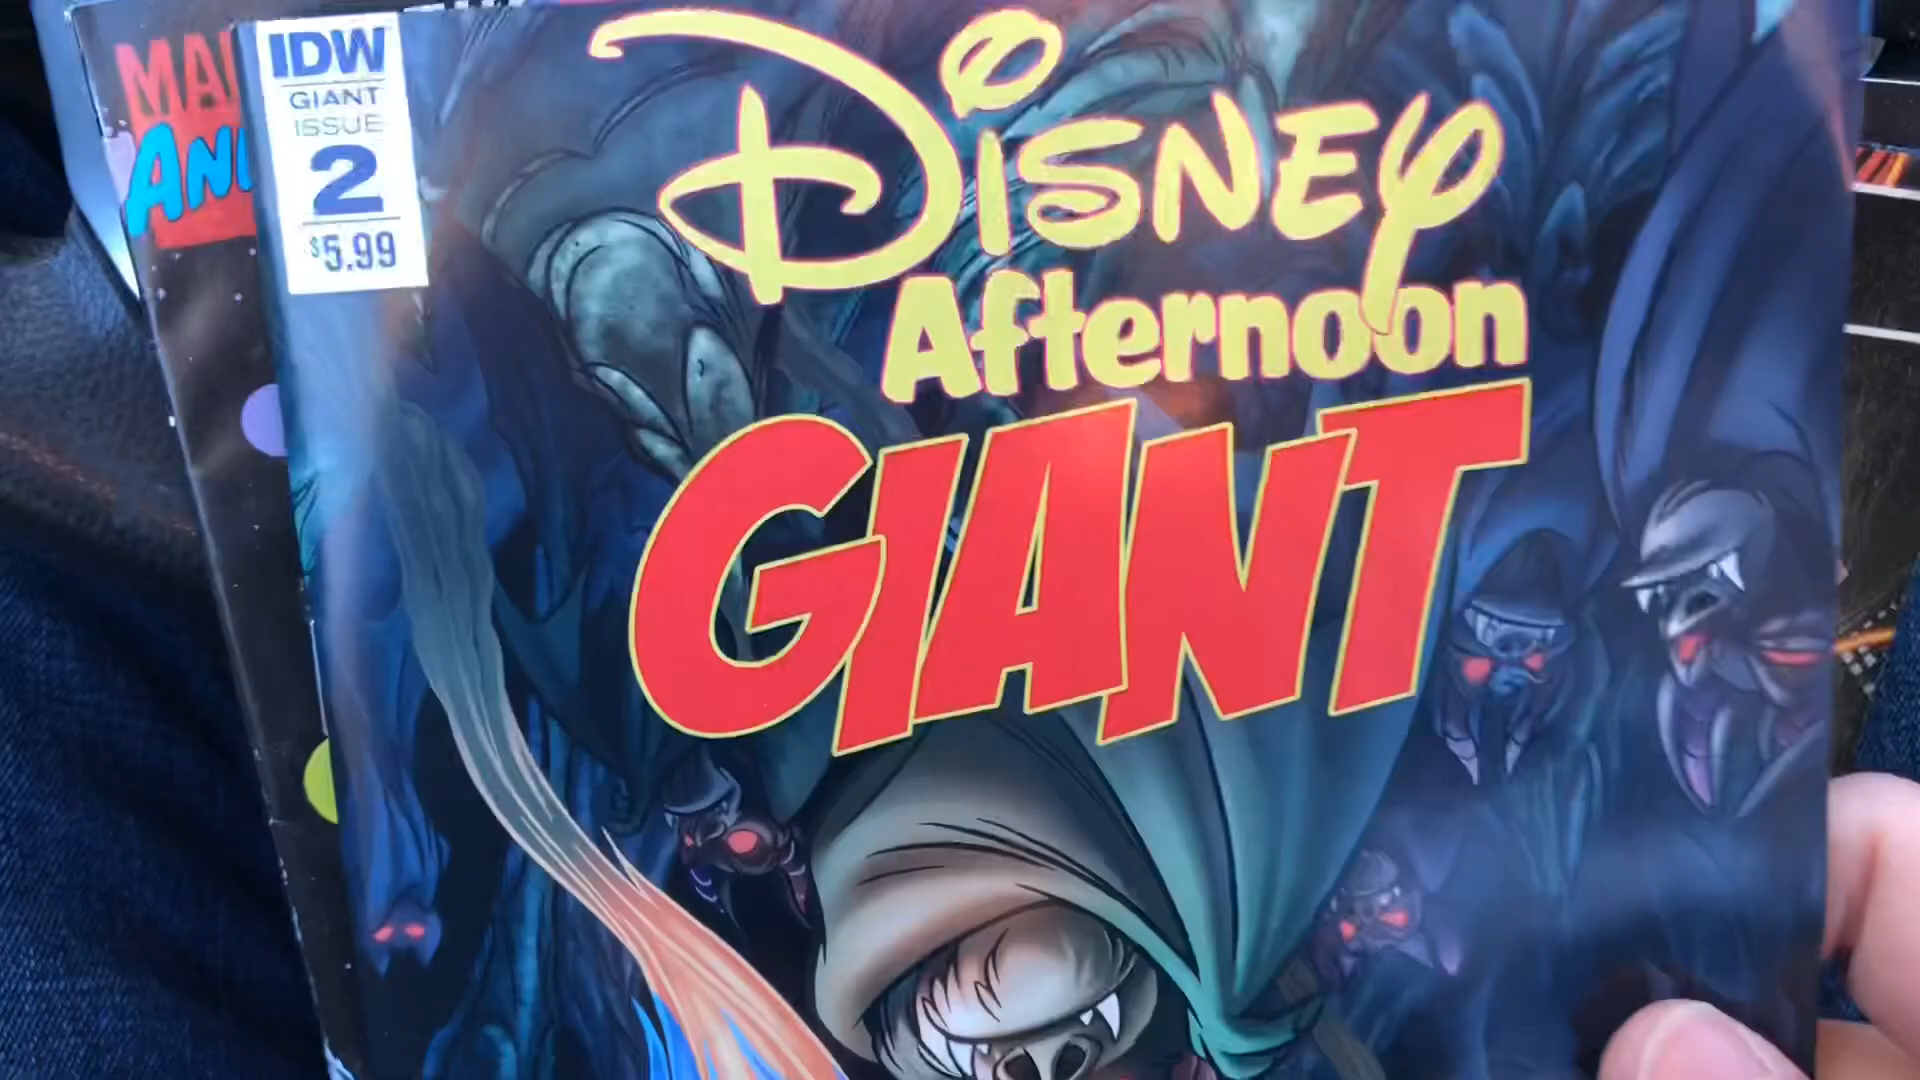 IDW
GIANT
ISSUE
2
$5.99
DISNEY
Afternoon
GIANT